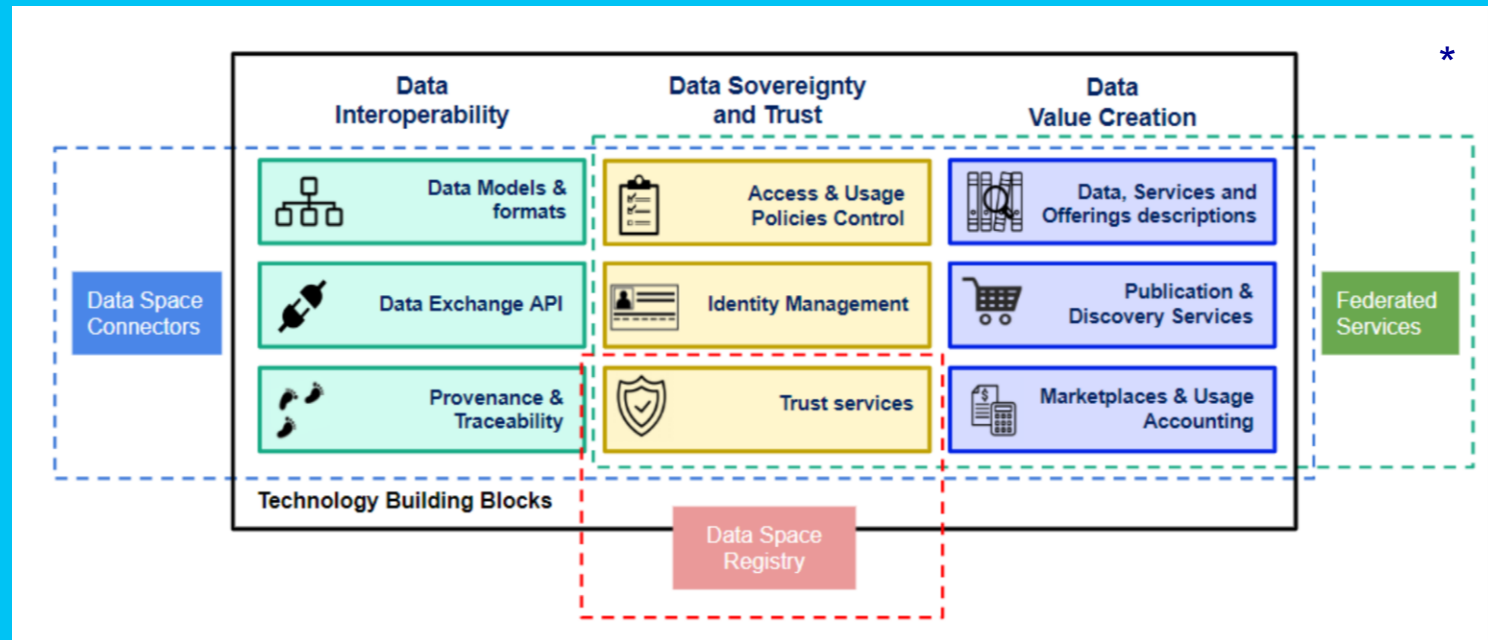 *
Data
Interoperability
Data Sovereignty
and Trust
Data
Value Creation
Data Models &
formats
Access & Usage
Policies Control
Data, Services and
Offerings descriptions
Data Space
Connectors
Data Exchange API
Identity Management
Publication &
Discovery Services
Federated
Services
Provenance &
Traceability
Trust services
$
Marketplaces & Usage
Accounting
Technology Building Blocks
Data Space
Registry